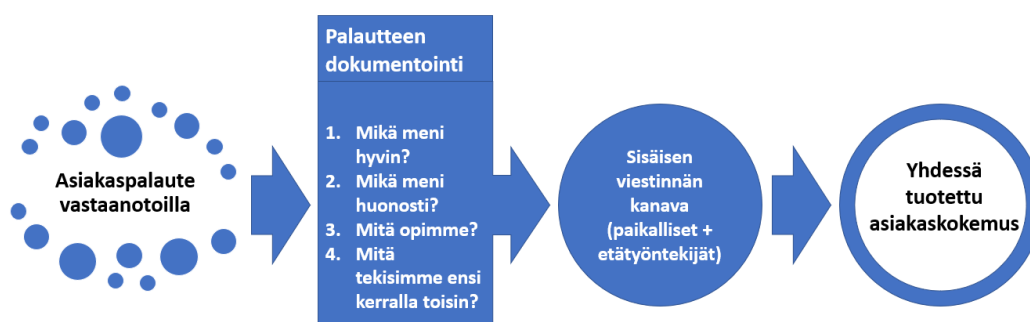 Asiakaspalaute
vastaanotoilla
Palautteen
dokumentointi
1. Mikä meni
hyvin?
2. Mikä meni
huonosti?
3. Mitä opimme?
4. Mitä
tekisimme ensi
kerralla toisin?
Sisäisen
viestinnän
kanava
(paikalliset +
etätyöntekijät)
Yhdessä
tuotettu
asiakaskokemus